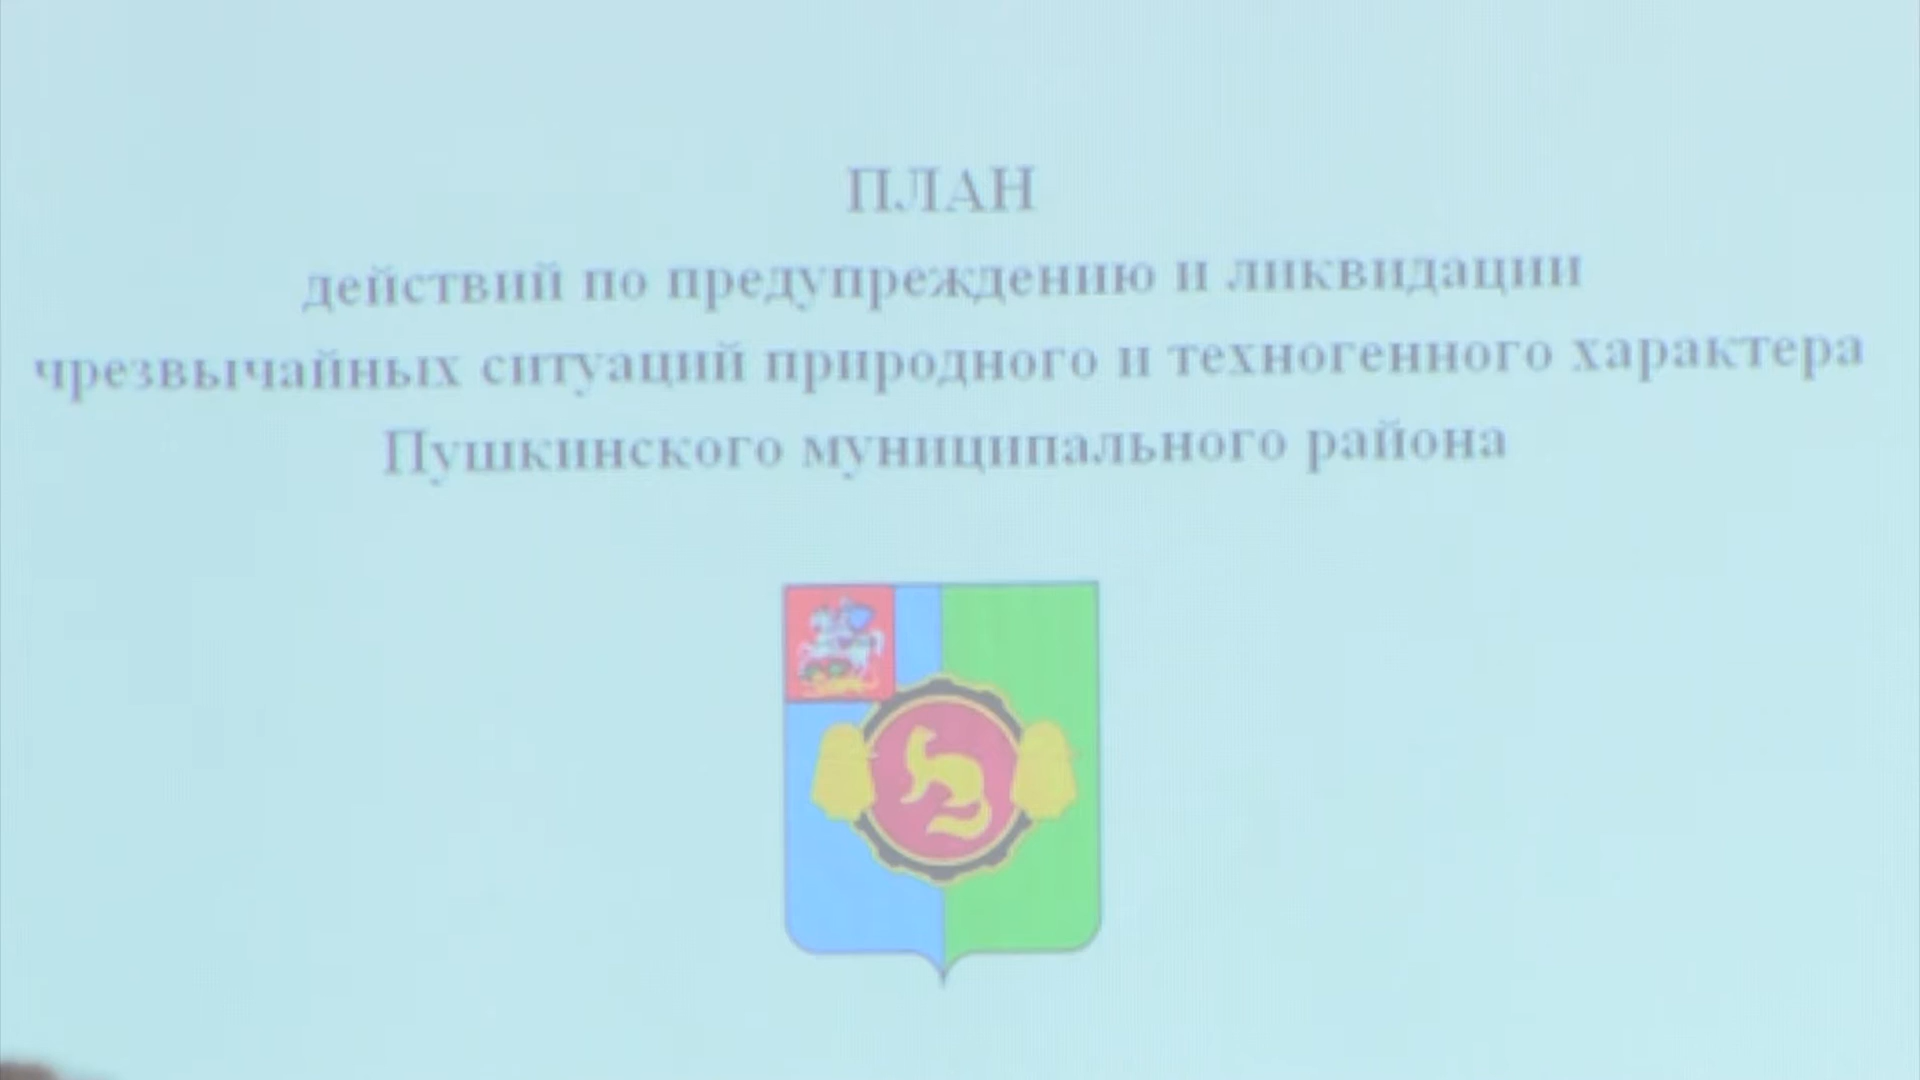 ПЛАН
действий по предупреждению и ликвидации
чрезвычайных ситуаций природного и техногенного характера
Пушкинского муниципального района